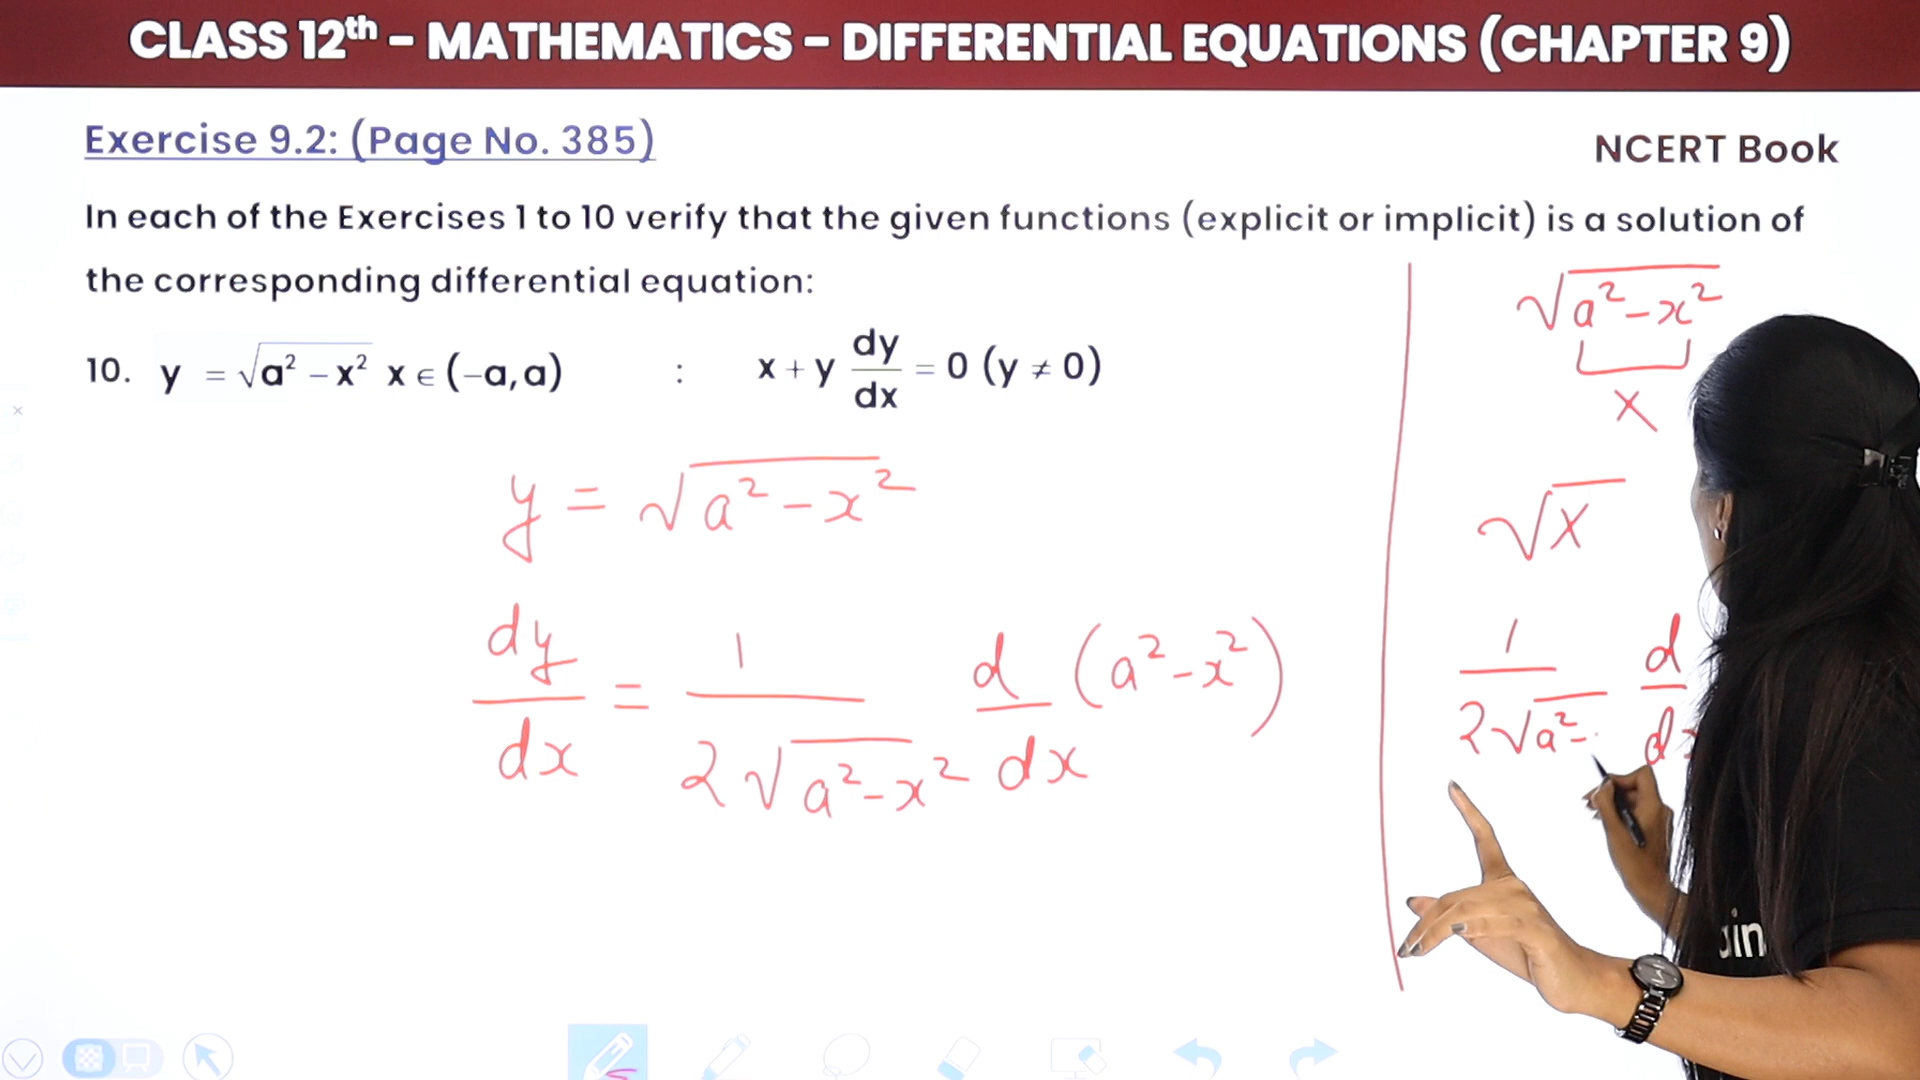 CLASS 12th – MATHEMATICS – DIFFERENTIAL EQUATIONS (CHAPTER 9)
Exercise 9.2: (Page No. 385)
NCERT Book
In each of the Exercises 1 to 10 verify that the given functions (explicit or implicit) is a solution of
the corresponding differential equation:
10. y = √(a² – x²) x ∈ (–a, a) : x + y dy/dx = 0 (y ≠ 0)
y = √(a² – x²)
dy/dx = 1/(2√(a² – x²)) d/dx (a² – x²)
√(a² – x²)
x
√x
1/(2√(a² – d/d